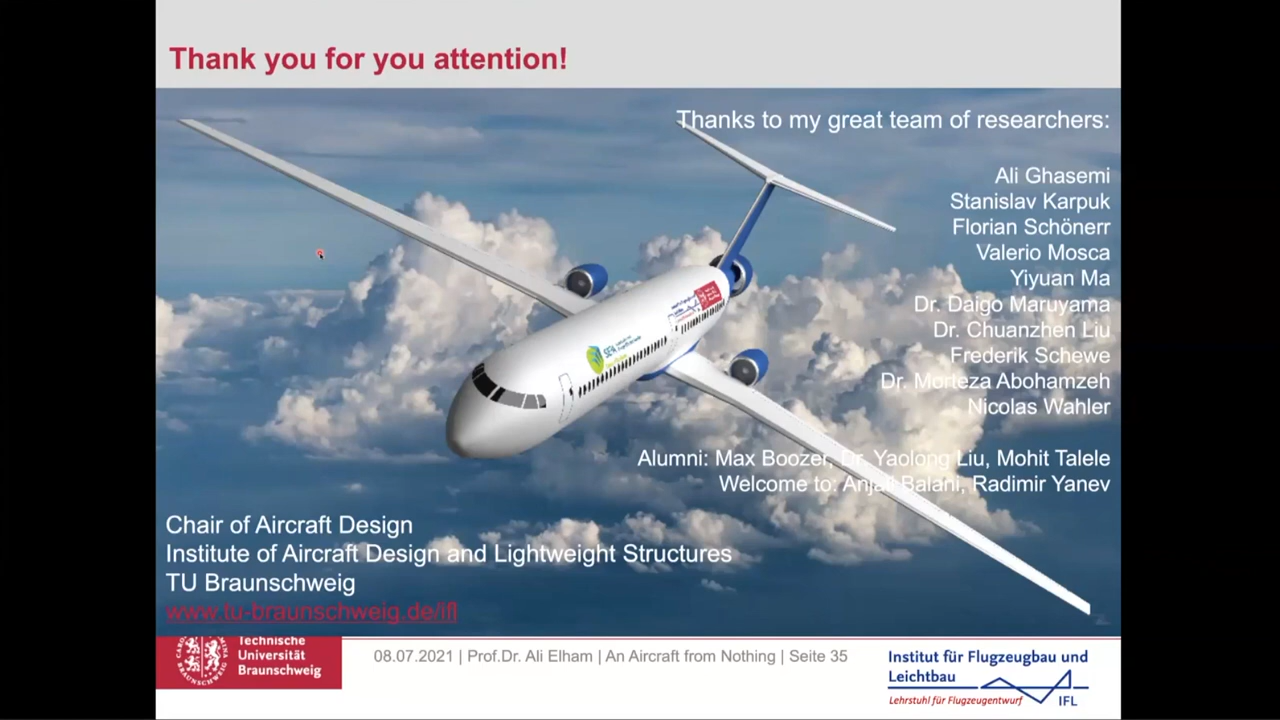 Thank you for you attention!
Thanks to my great team of researchers:
Ali Ghasemi
Stanislav Karpuk
Florian Schönerr
Valerio Mosca
Yiyuan Ma
Dr. Daigo Maruyama
Dr. Chuanzhen Liu
Frederik Schewe
Dr. Morteza Abohamzeh
Nicolas Wahler
Alumni: Max Boozer, Dr. Yaolong Liu, Mohit Talele
Welcome to: Anjali Balani, Radimir Yanev
Chair of Aircraft Design
Institute of Aircraft Design and Lightweight Structures
TU Braunschweig
www.tu-braunschweig.de/ifl
Technische
Universität
Braunschweig
08.07.2021 | Prof.Dr. Ali Elham | An Aircraft from Nothing | Seite 35
Institut für Flugzeugbau und
Leichtbau
Lehrstuhl für Flugzeugentwurf
IFL